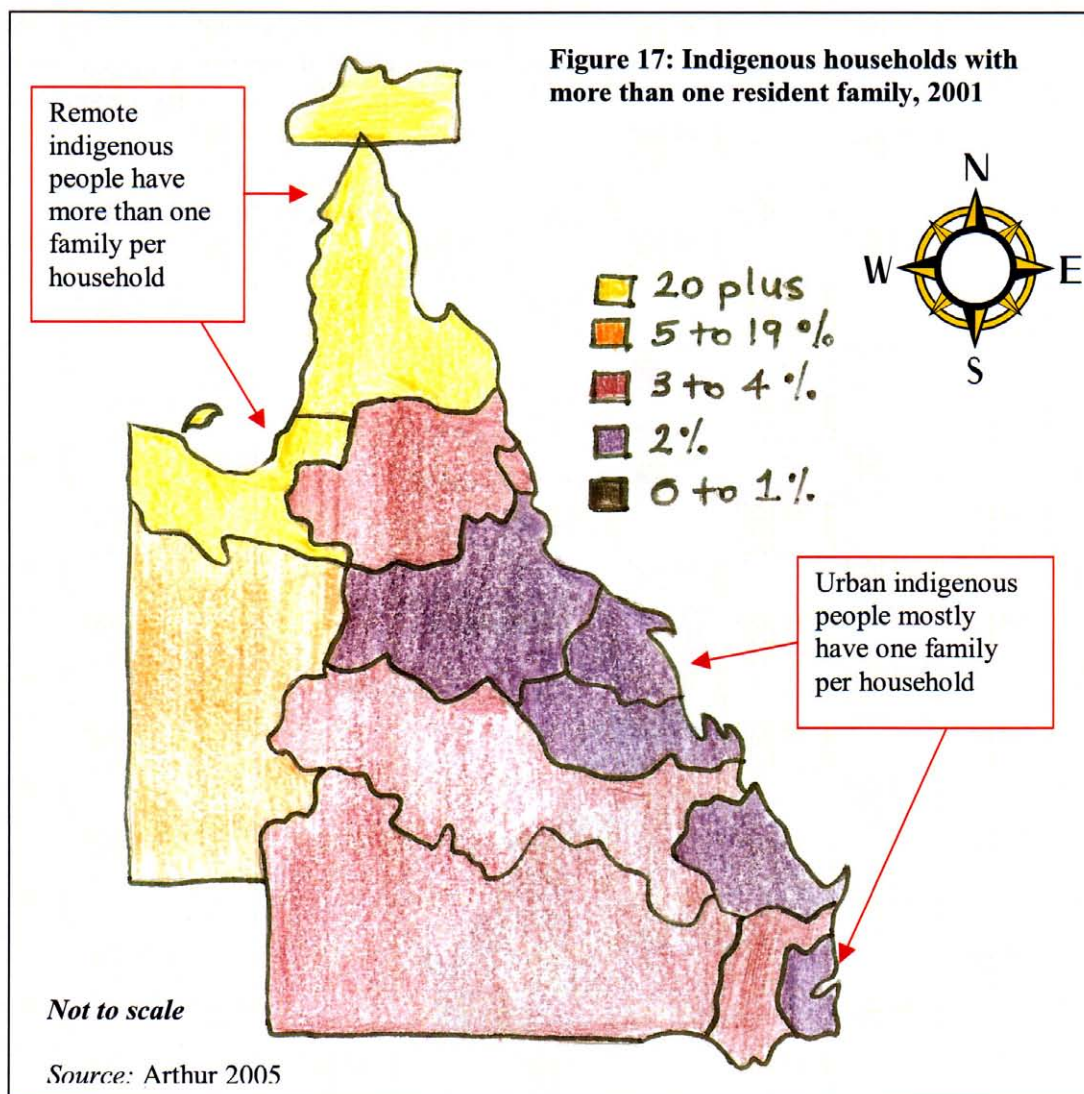 Figure 17: Indigenous households with
more than one resident family, 2001
Remote
indigenous
people have
more than one
family per
household
N
W
E
S
20 plus
5 to 19 %
3 to 4 %
2%
0 to 1%
Urban indigenous
people mostly
have one family
per household
Not to scale
Source: Arthur 2005